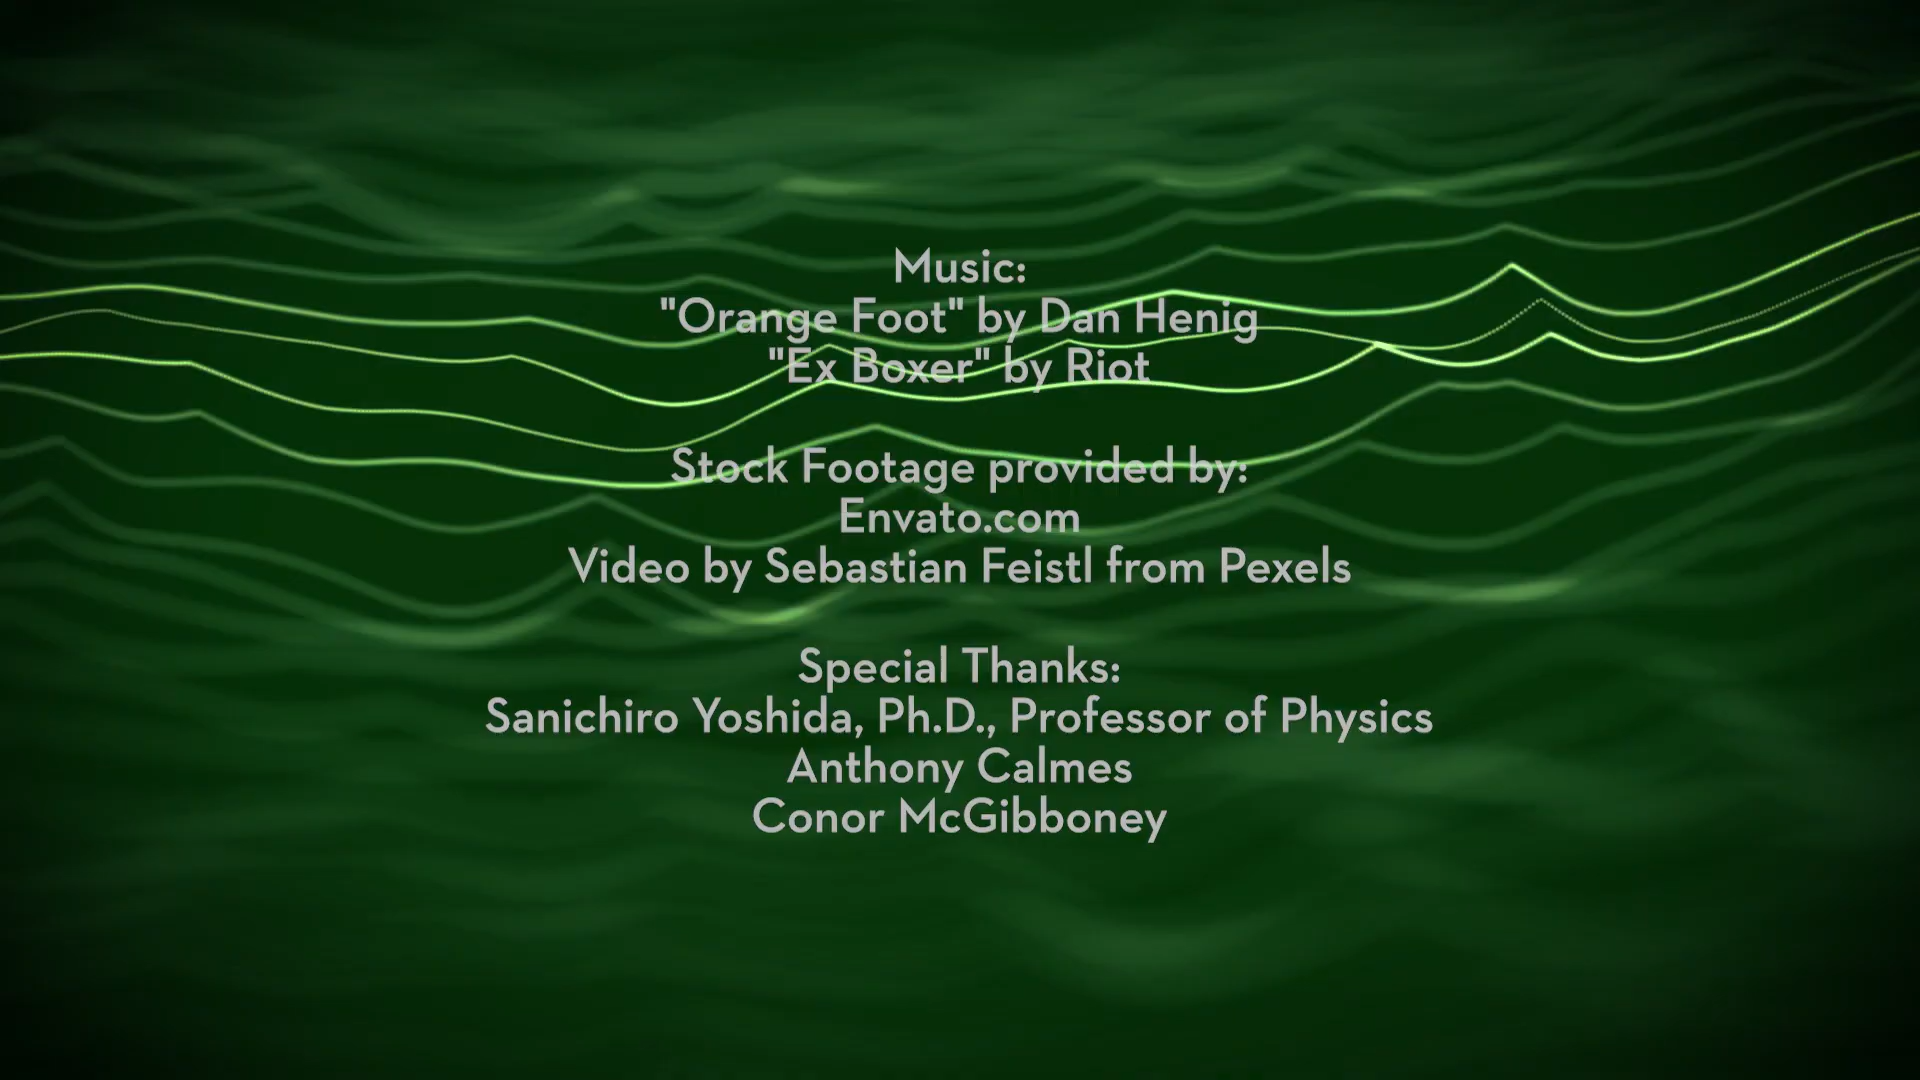 Music:
"Orange Foot" by Dan Henig
"Ex Boxer" by Riot
Stock Footage provided by:
Envato.com
Video by Sebastian Feistl from Pexels
Special Thanks:
Sanichiro Yoshida, Ph.D., Professor of Physics
Anthony Calmes
Conor McGibboney